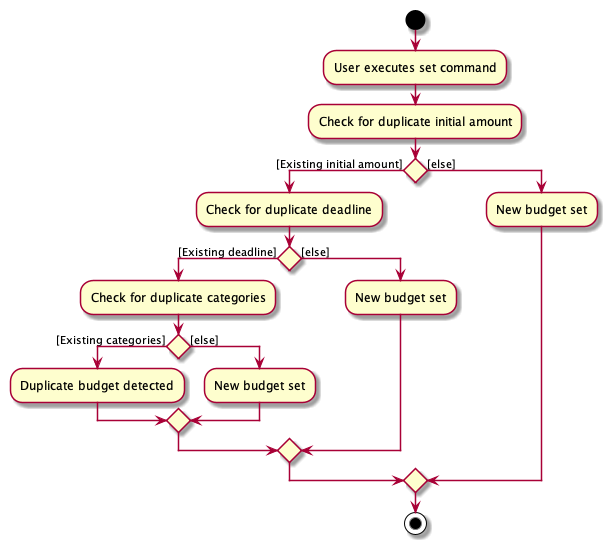 User executes set command
Check for duplicate initial amount
[Existing initial amount]
[else]
Check for duplicate deadline
New budget set
[Existing deadline]
[else]
Check for duplicate categories
New budget set
[Existing categories]
[else]
Duplicate budget detected
New budget set